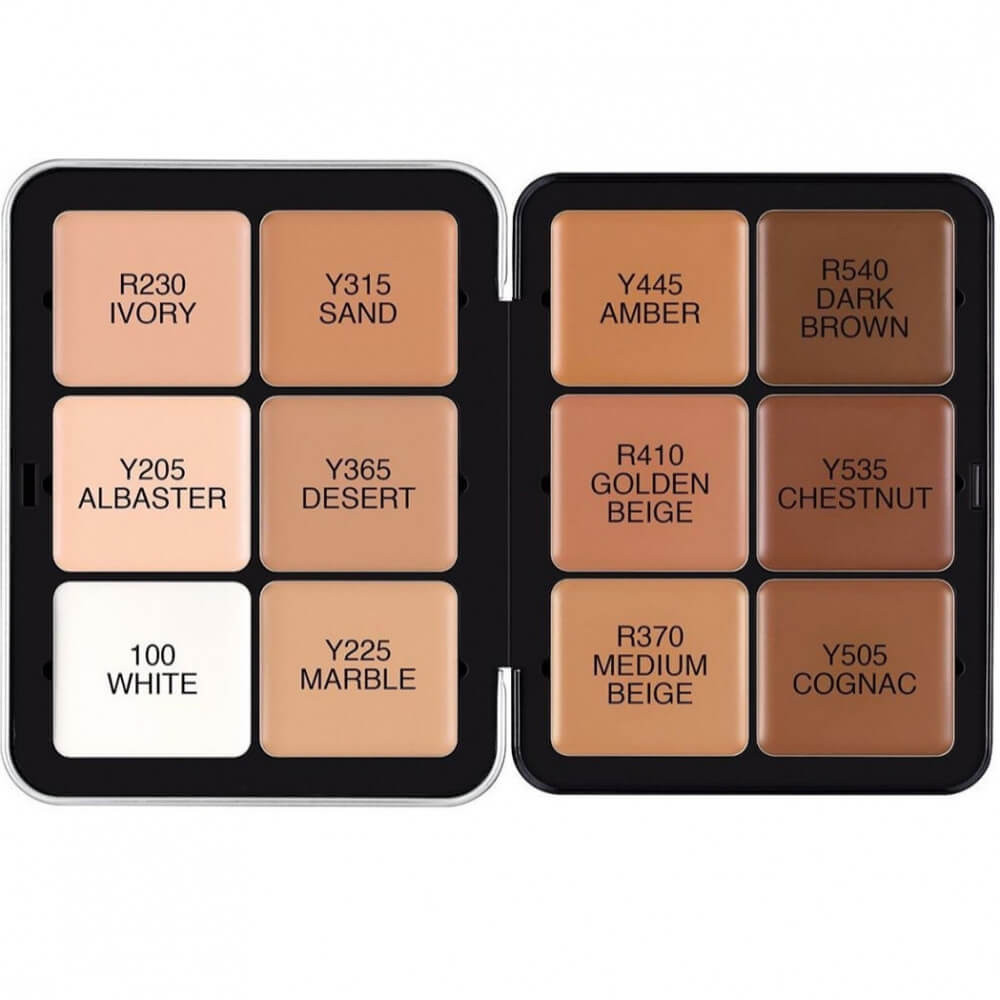 R230
IVORY
Y315
SAND
Y445
AMBER
R540
DARK
BROWN
Y205
ALBASTER
Y365
DESERT
R410
GOLDEN
BEIGE
Y535
CHESTNUT
100
WHITE
Y225
MARBLE
R370
MEDIUM
BEIGE
Y505
COGNAC